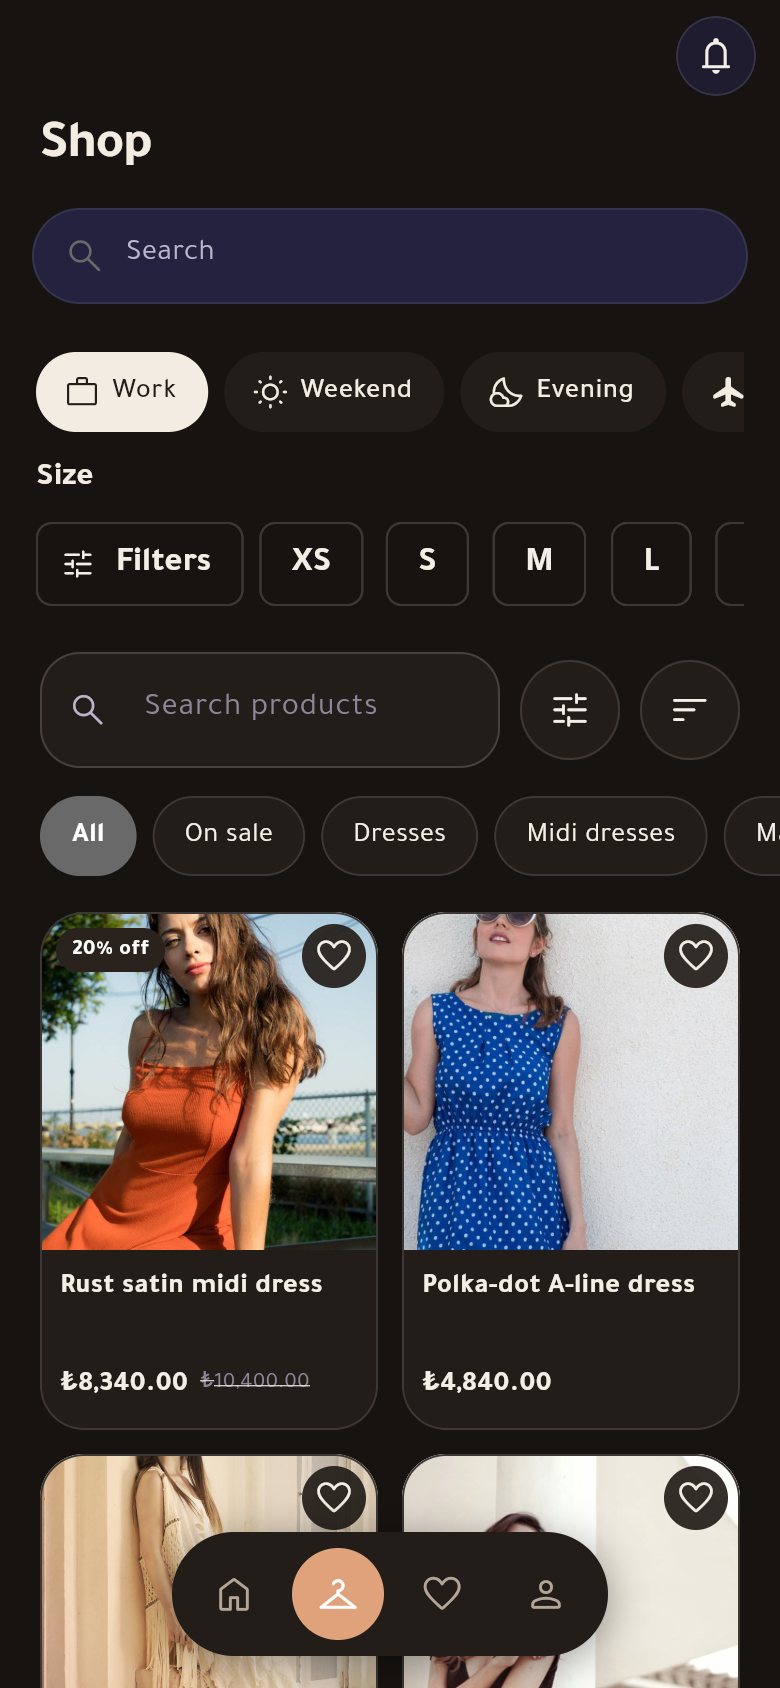 Shop
Search
Work Weekend Evening
Size
Filters XS S M L
Search products
All On sale Dresses Midi dresses
20% off
Rust satin midi dress
₺8,340.00 ₺10,400.00
Polka-dot A-line dress
₺4,840.00